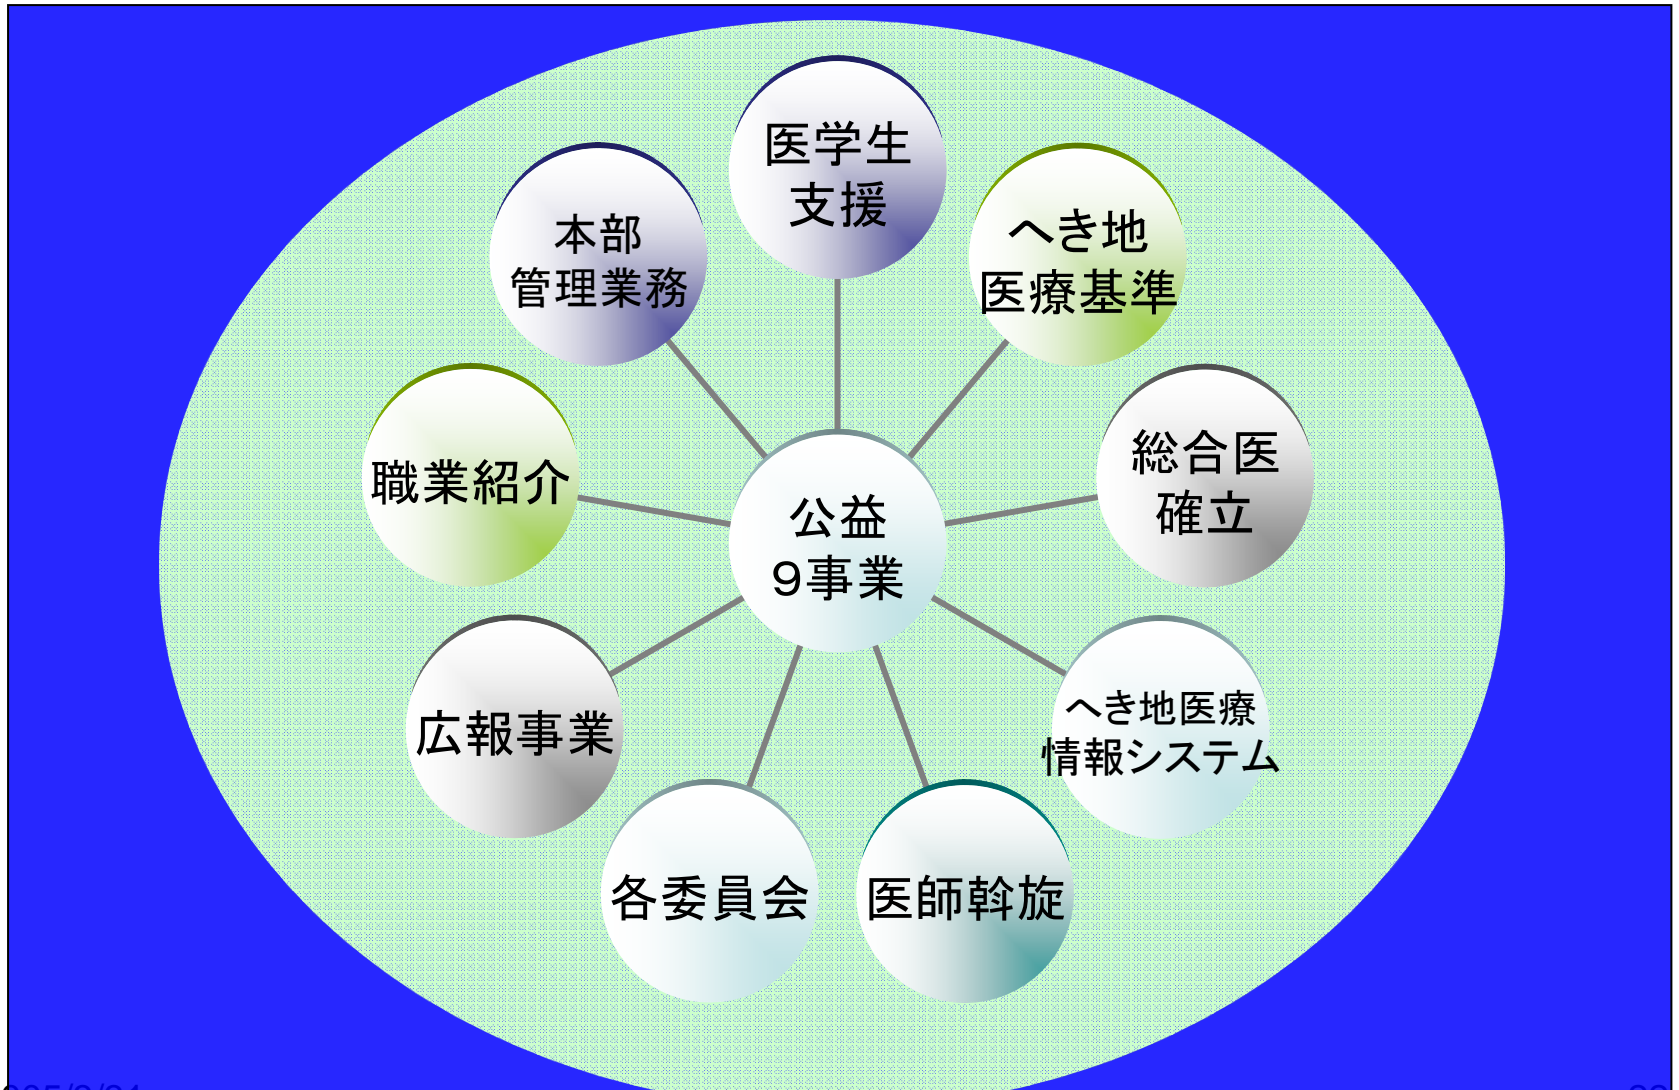 医学生
支援
へき地
医療基準
総合医
確立
へき地医療
情報システム
医師斡旋
各委員会
広報事業
職業紹介
本部
管理業務
公益
９事業